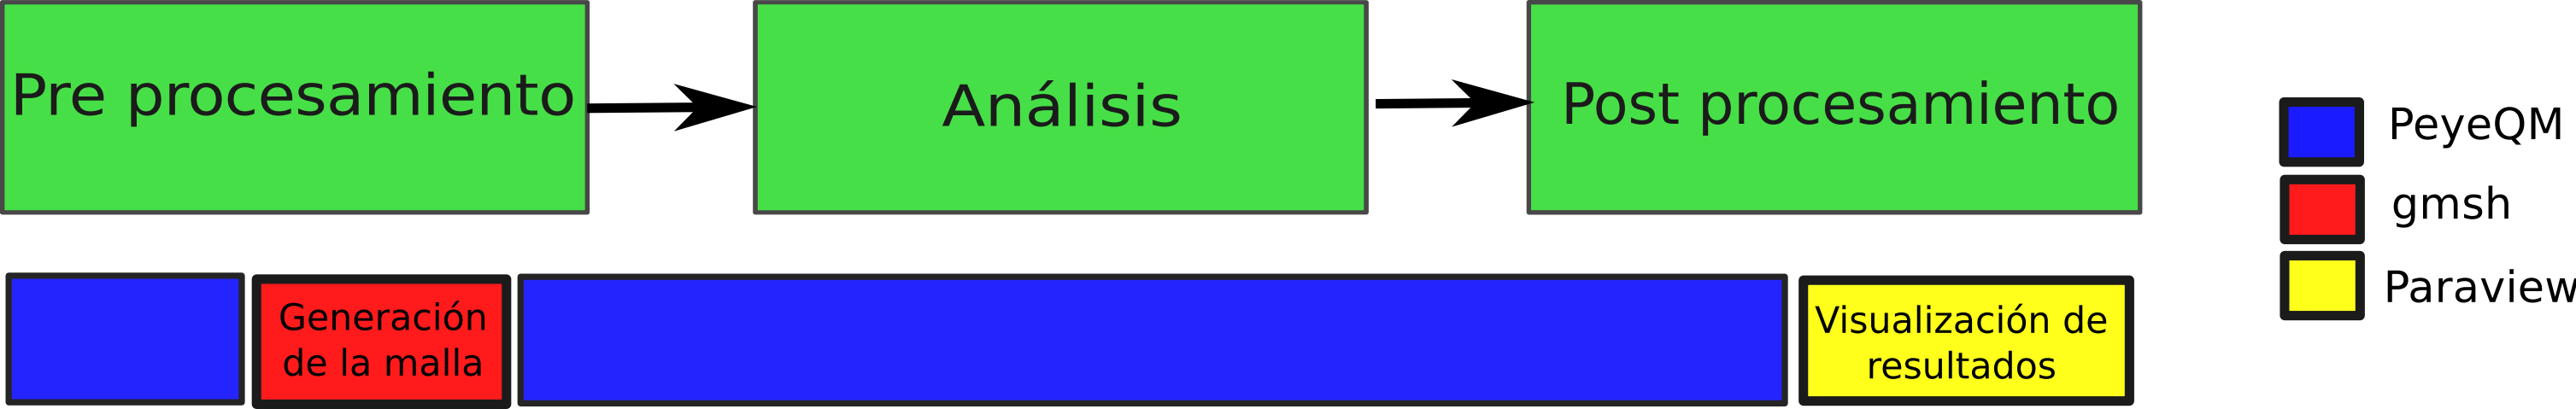 Pre procesamiento
Análisis
Post procesamiento
PeyeQM
gmsh
Paraview
Generación
de la malla
Visualización de
resultados